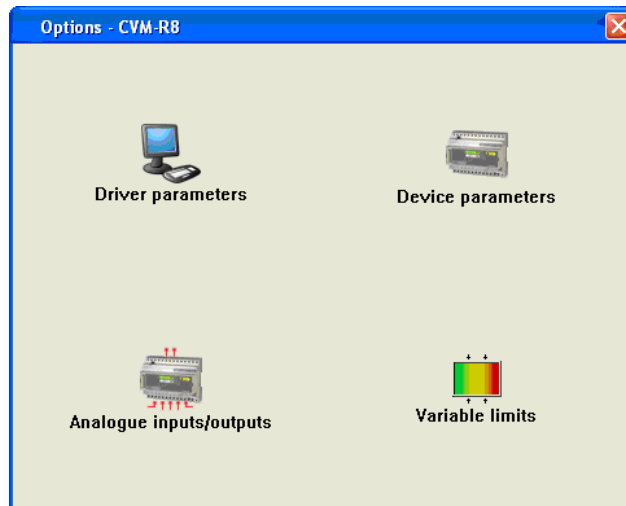 Options - CVM-R8
Driver parameters
Device parameters
Analogue inputs/outputs
Variable limits